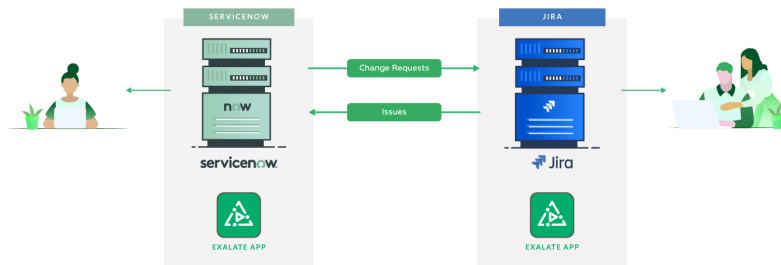 SERVICENOW
JIRA
Change Requests
Issues
now
servicenow.
Jira
EXALATE APP
EXALATE APP